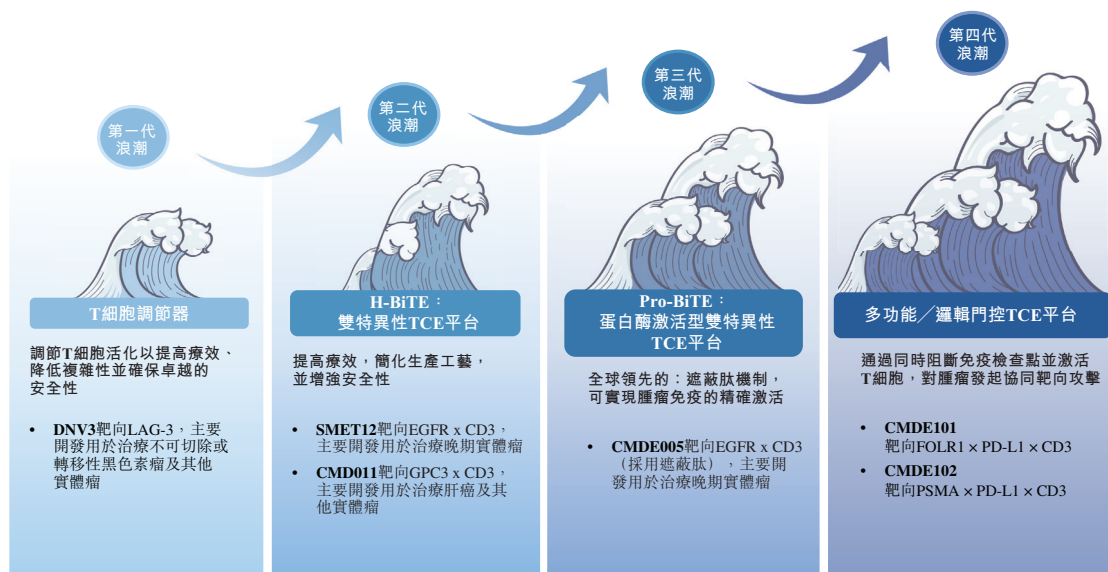 第一代
浪潮
第二代
浪潮
第三代
浪潮
第四代
浪潮
T細胞調節器
調節T細胞活化以提高療效、
降低複雜性並確保卓越的
安全性
• DNV3靶向LAG-3，主要
開發用於治療不可切除或
轉移性黑色素瘤及其他
實體瘤
H-BiTE：
雙特異性TCE平台
提高療效，簡化生產工藝，
並增強安全性
• SMET12靶向EGFR x CD3，
主要開發用於治療晚期實體瘤
• CMD011靶向GPC3 x CD3，
主要開發用於治療肝癌及其
他實體瘤
Pro-BiTE：
蛋白酶激活型雙特異性
TCE平台
全球領先的：遮蔽肽機制，
可實現腫瘤免疫的精確激活
• CMDE005靶向EGFR x CD3
（採用遮蔽肽），主要開
發用於治療晚期實體瘤
多功能／邏輯門控TCE平台
通過同時阻斷免疫檢查點並激活
T細胞，對腫瘤發起協同靶向攻擊
• CMDE101
靶向FOLR1 × PD-L1 × CD3
• CMDE102
靶向PSMA × PD-L1 × CD3